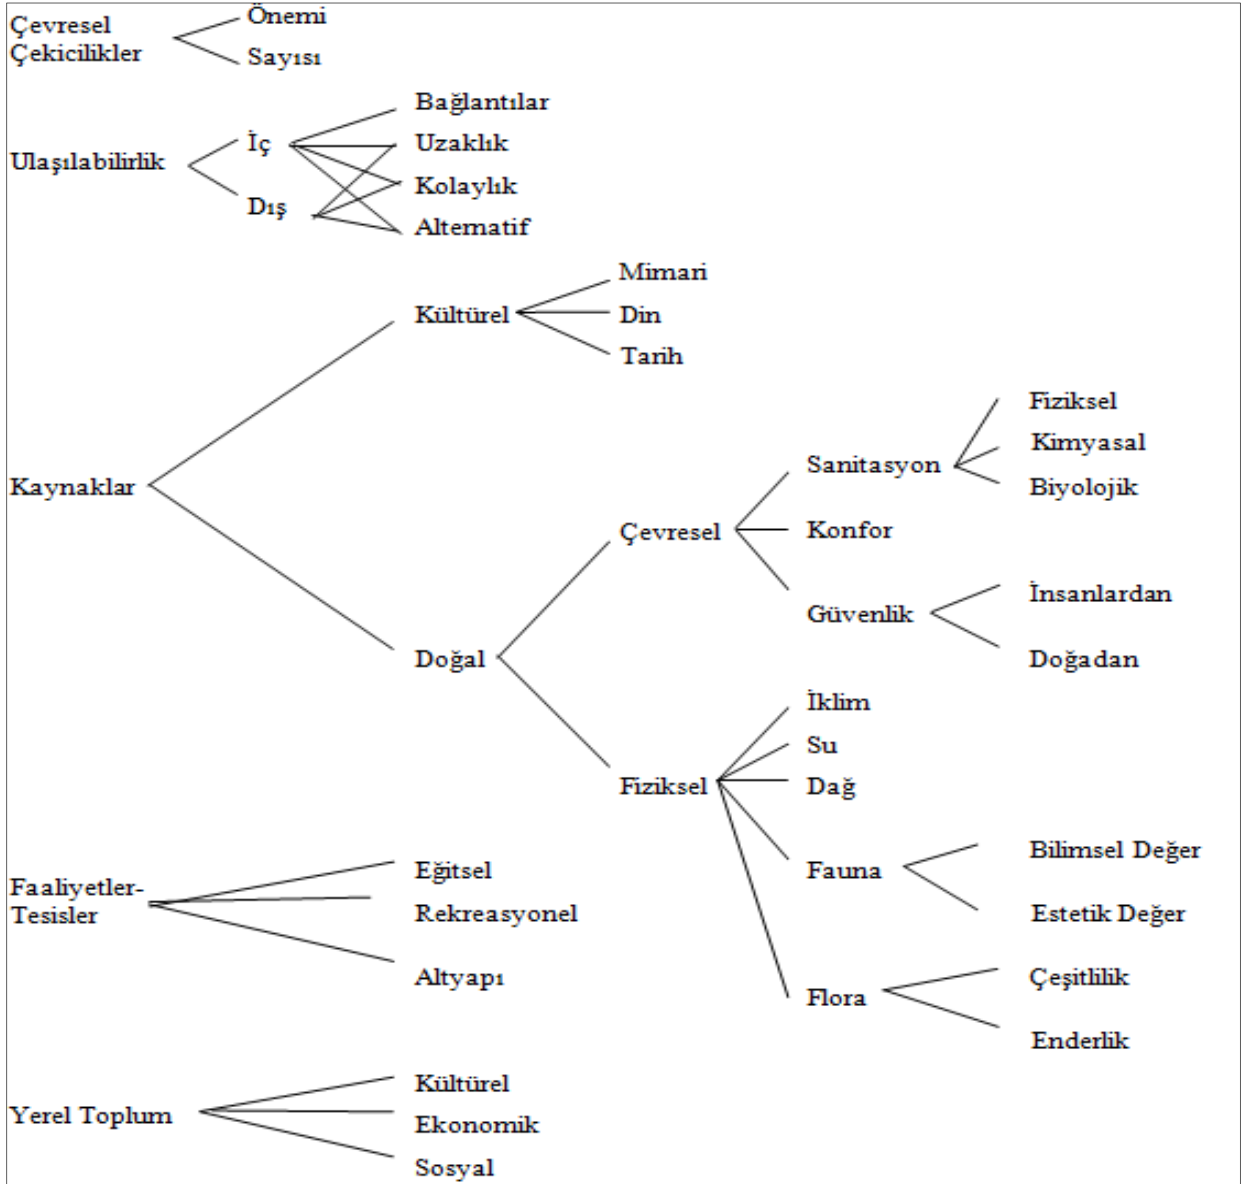 Çevresel
Çekicilikler
Önemi
Sayısı
Ulaşılabilirlik
İç
Dış
Bağlantılar
Uzaklık
Kolaylık
Alternatif
Kaynaklar
Kültürel
Mimari
Din
Tarih
Doğal
Çevresel
Sanitasyon
Fiziksel
Kimyasal
Biyolojik
Konfor
Güvenlik
İnsanlardan
Doğadan
Fiziksel
İklim
Su
Dağ
Fauna
Bilimsel Değer
Estetik Değer
Flora
Çeşitlilik
Enderlik
Faaliyetler-
Tesisler
Eğitsel
Rekreasyonel
Altyapı
Yerel Toplum
Kültürel
Ekonomik
Sosyal